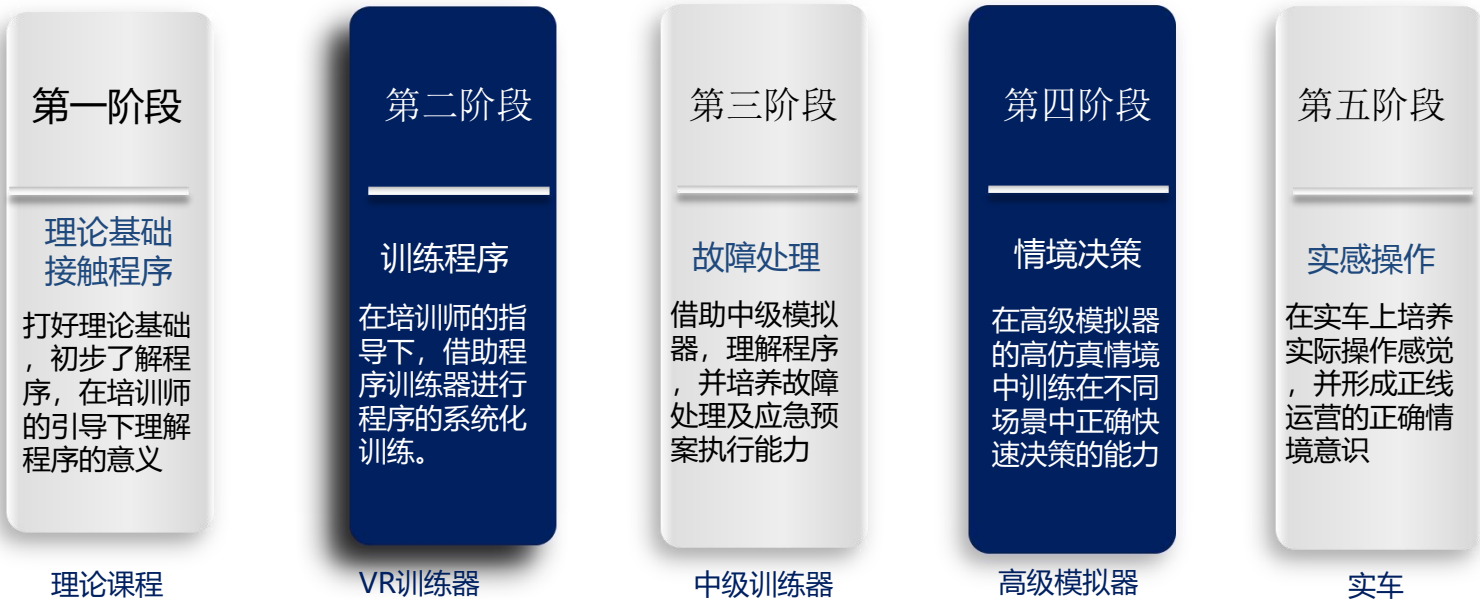 第一阶段
理论基础
接触程序
打好理论基础
，初步了解程
序，在培训师
的引导下理解
程序的意义
理论课程
第二阶段
训练程序
在培训师的指
导下，借助程
序训练器进行
程序的系统化
训练。
VR训练器
第三阶段
故障处理
借助中级模拟
器，理解程序
，并培养故障
处理及应急预
案执行能力
中级训练器
第四阶段
情境决策
在高级模拟器
的高仿真情境
中训练在不同
场景中正确快
速决策的能力
高级模拟器
第五阶段
实感操作
在实车上培养
实际操作感觉
，并形成正线
运营的正确情
境意识
实车